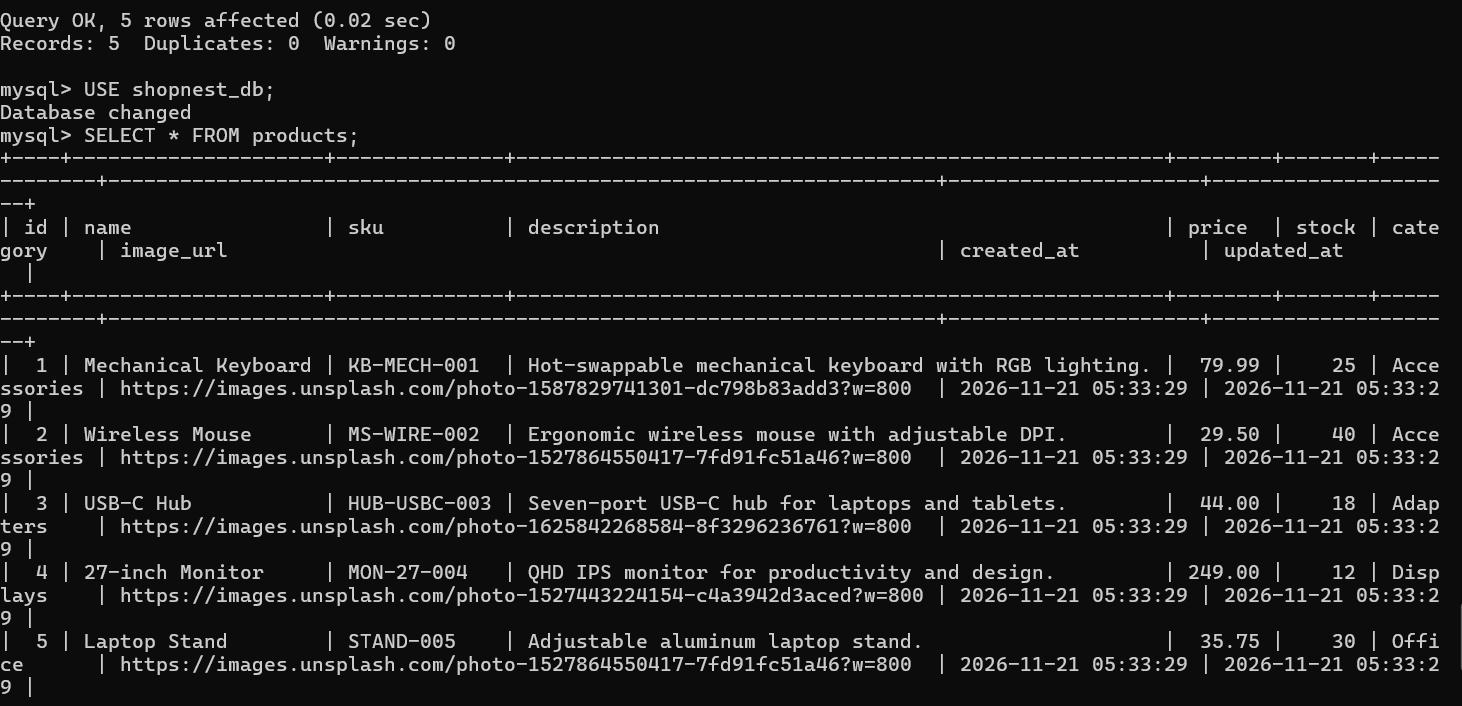 Query OK, 5 rows affected (0.02 sec)
Records: 5  Duplicates: 0  Warnings: 0

mysql> USE shopnest_db;
Database changed
mysql> SELECT * FROM products;
+----+---------------------+--------------+------------------------------------------------------+--------+-------+-----
--------+---------------------------------------------------------------------+---------------------+-------------------
--+
| id | name                | sku          | description                                          | price  | stock | cate
gory    | image_url                                                           | created_at          | updated_at
  |
+----+---------------------+--------------+------------------------------------------------------+--------+-------+-----
--------+---------------------------------------------------------------------+---------------------+-------------------
--+
|  1 | Mechanical Keyboard | KB-MECH-001  | Hot-swappable mechanical keyboard with RGB lighting. |  79.99 |    25 | Acce
ssories | https://images.unsplash.com/photo-1587829741301-dc798b83add3?w=800  | 2026-11-21 05:33:29 | 2026-11-21 05:33:2
9 |
|  2 | Wireless Mouse      | MS-WIRE-002  | Ergonomic wireless mouse with adjustable DPI.        |  29.50 |    40 | Acce
ssories | https://images.unsplash.com/photo-1527864550417-7fd91fc51a46?w=800  | 2026-11-21 05:33:29 | 2026-11-21 05:33:2
9 |
|  3 | USB-C Hub           | HUB-USBC-003 | Seven-port USB-C hub for laptops and tablets.        |  44.00 |    18 | Adap
ters    | https://images.unsplash.com/photo-1625842268584-8f3296236761?w=800  | 2026-11-21 05:33:29 | 2026-11-21 05:33:2
9 |
|  4 | 27-inch Monitor     | MON-27-004   | QHD IPS monitor for productivity and design.         | 249.00 |    12 | Disp
lays    | https://images.unsplash.com/photo-1527443224154-c4a3942d3aced?w=800 | 2026-11-21 05:33:29 | 2026-11-21 05:33:2
9 |
|  5 | Laptop Stand        | STAND-005    | Adjustable aluminum laptop stand.                    |  35.75 |    30 | Offi
ce      | https://images.unsplash.com/photo-1527864550417-7fd91fc51a46?w=800  | 2026-11-21 05:33:29 | 2026-11-21 05:33:2
9 |